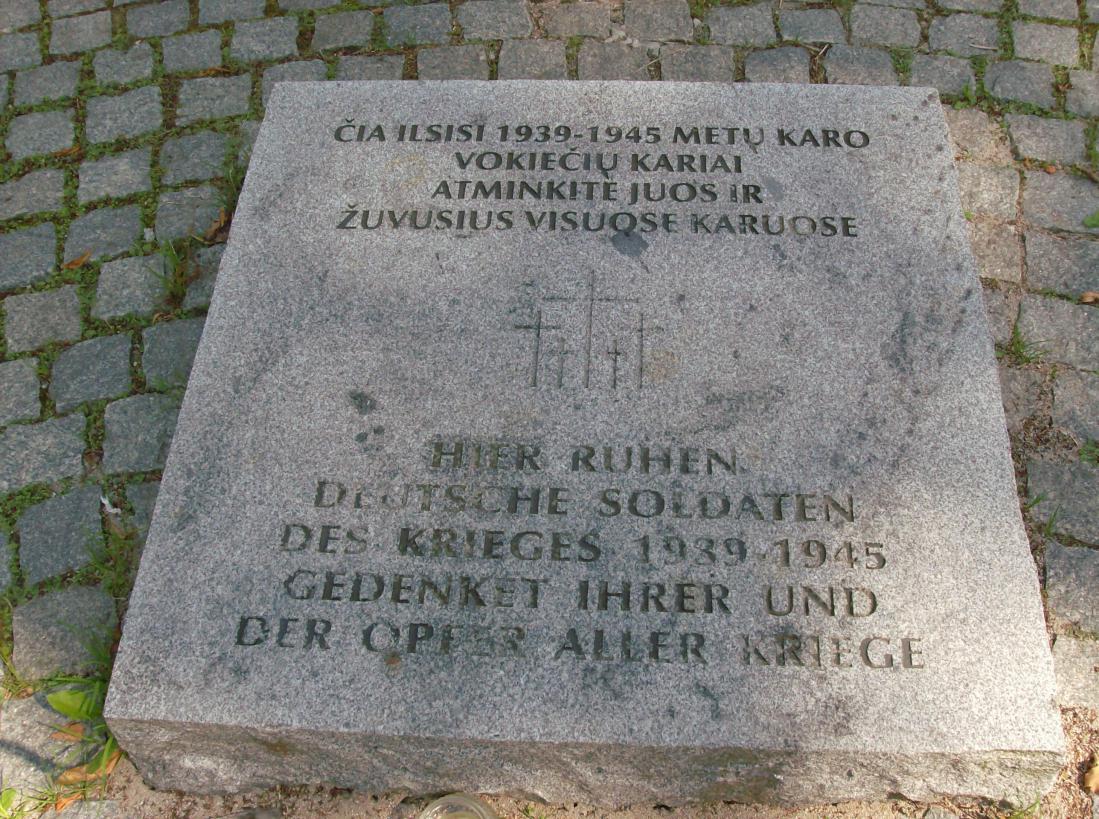 ČIA ILSISI 1939-1945 METŲ KARO
VOKIEČIŲ KARIAI
ATMINKITE JUOS IR
ŽUVUSIUS VISUOSE KARUOSE
HIER RUHEN
DEUTSCHE SOLDATEN
DES KRIEGES 1939-1945
GEDENKET IHRER UND
DER OPFER ALLER KRIEGE